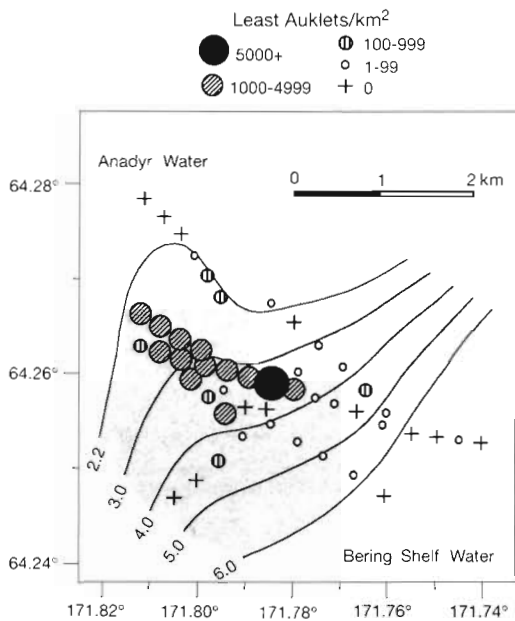 Least Auklets/km²
5000+
100-999
1-99
1000-4999
0
Anadyr Water
64.28°
0 1 2 km
64.26°
2.2
3.0
4.0
5.0
6.0
64.24°
Bering Shelf Water
171.82° 171.80° 171.78° 171.76° 171.74°